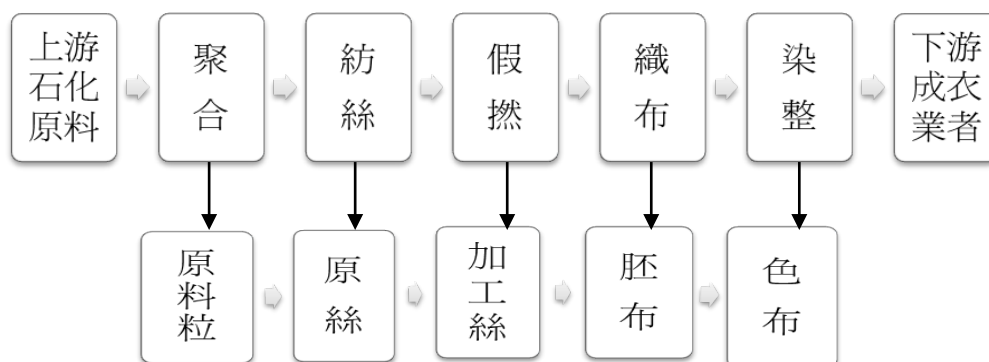 上游石化原料
聚合
紡絲
假撚
織布
染整
下游成衣業者
原料粒
原絲
加工絲
胚布
色布